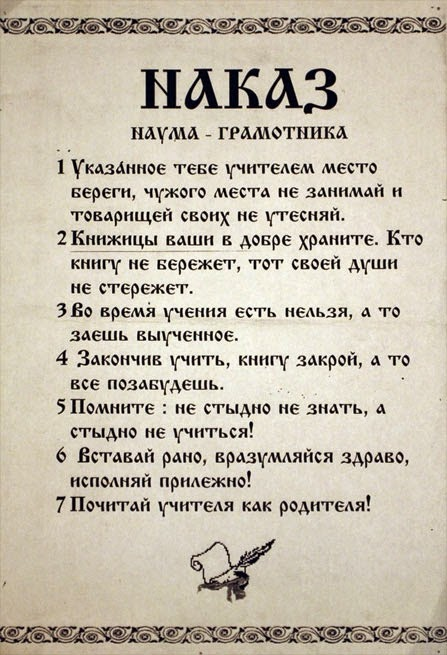 НАКАЗ
НАУМА - ГРАМОТНИКА
1 Указа́нное тебе учителем место
береги, чужого места не занимай и
товарищей своих не утесняй.
2 Книжицы ваши в добре храните. Кто
книгу не бережет, тот своей души
не стережет.
3 Во время учения есть нельзя, а то
заешь выученное.
4 Закончив учить, книгу закрой, а то
все позабудешь.
5 Помните : не стыдно не знать, а
стыдно не учиться!
6 Вставай рано, вразумляйся здраво,
исполняй прилежно!
7 Почитай учителя как родителя!